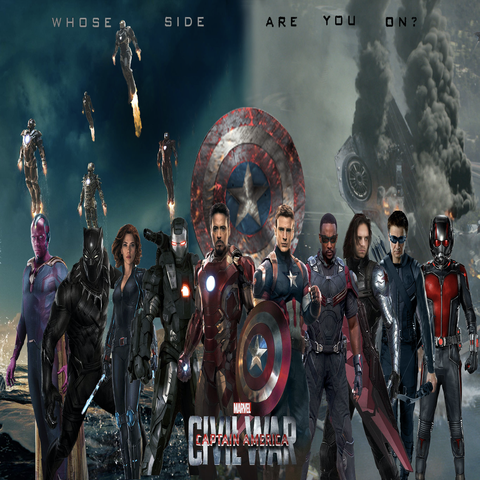 WHOSE SIDE ARE YOU ON?
MARVEL
CIVIL WAR
CAPTAIN AMERICA